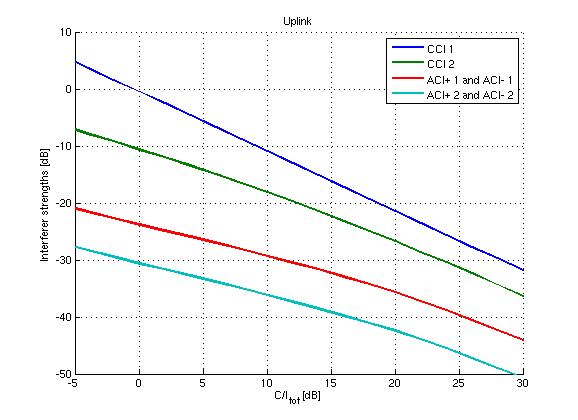 Uplink
10
0
-10
-20
-30
-40
-50
Interferer strengths [dB]
CCI 1
CCI 2
ACI+ 1 and ACI- 1
ACI+ 2 and ACI- 2
-5
0
5
10
15
20
25
30
C/I_tot [dB]